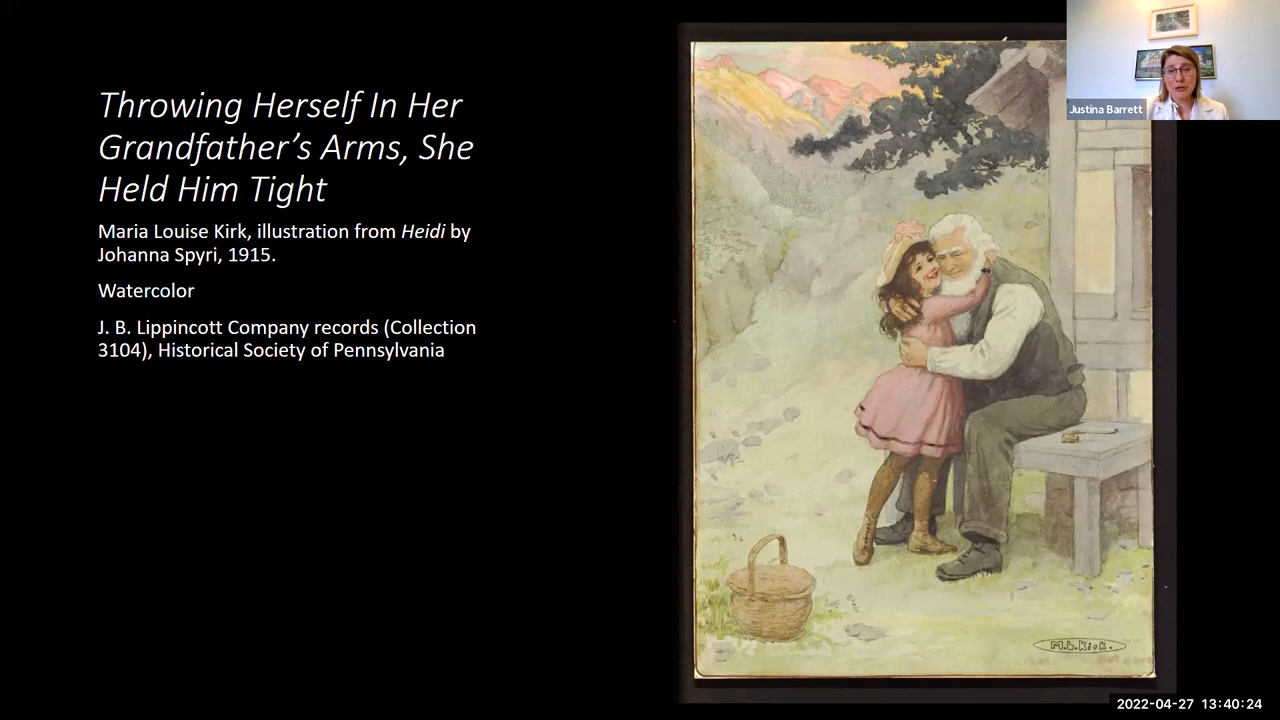 Throwing Herself In Her
Grandfather’s Arms, She
Held Him Tight
Maria Louise Kirk, illustration from Heidi by
Johanna Spyri, 1915.
Watercolor
J. B. Lippincott Company records (Collection
3104), Historical Society of Pennsylvania
Justina Barrett
M.L.Kirk.
2022-04-27 13:40:24